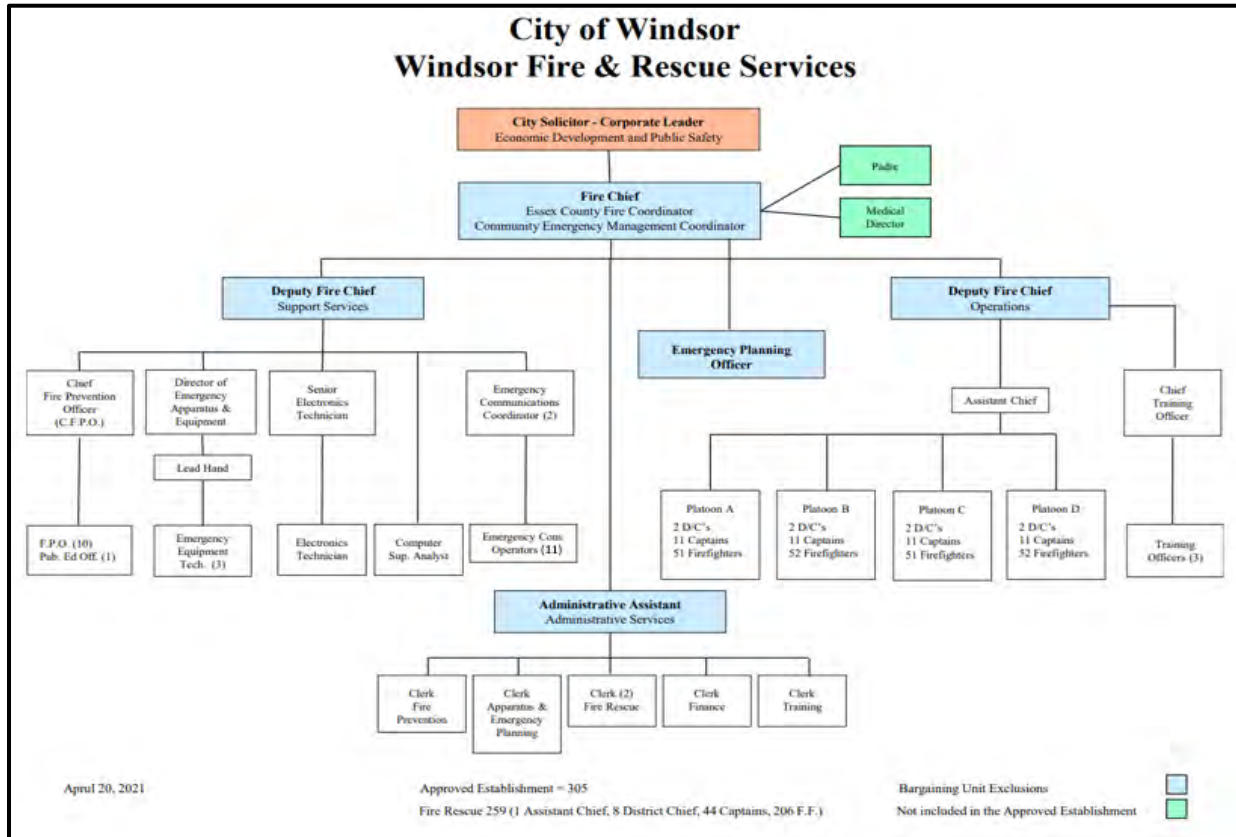 City of Windsor
Windsor Fire & Rescue Services
City Solicitor - Corporate Leader
Economic Development and Public Safety
Padre
Fire Chief
Essex County Fire Coordinator
Community Emergency Management Coordinator
Medical
Director
Deputy Fire Chief
Support Services
Deputy Fire Chief
Operations
Emergency Planning
Officer
Chief
Fire Prevention
Officer
(C.F.P.O.)
Director of
Emergency
Apparatus &
Equipment
Senior
Electronics
Technician
Emergency
Communications
Coordinator (2)
Assistant Chief
Chief
Training
Officer
Lead Hand
F.P.O. (10)
Pub. Ed Off. (1)
Emergency
Equipment
Tech. (3)
Electronics
Technician
Computer
Sup. Analyst
Emergency Com.
Operators (11)
Platoon A
2 D/C's
11 Captains
51 Firefighters
Platoon B
2 D/C's
11 Captains
52 Firefighters
Platoon C
2 D/C's
11 Captains
51 Firefighters
Platoon D
2 D/C's
11 Captains
52 Firefighters
Training
Officers (3)
Administrative Assistant
Administrative Services
Clerk
Fire
Prevention
Clerk
Apparatus &
Emergency
Planning
Clerk (2)
Fire Rescue
Clerk
Finance
Clerk
Training
Aprul 20, 2021
Approved Establishment = 305
Fire Rescue 259 (1 Assistant Chief, 8 District Chief, 44 Captains, 206 F.F.)
Bargaining Unit Exclusions
Not included in the Approved Establishment